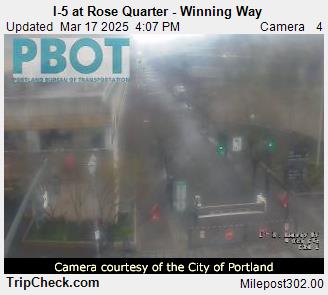 I-5 at Rose Quarter - Winning Way
Updated Mar 17 2025 4:07 PM Camera 4
PBOT
PORTLAND BUREAU OF TRANSPORTATION
Camera courtesy of the City of Portland
TripCheck.com Milepost302.00